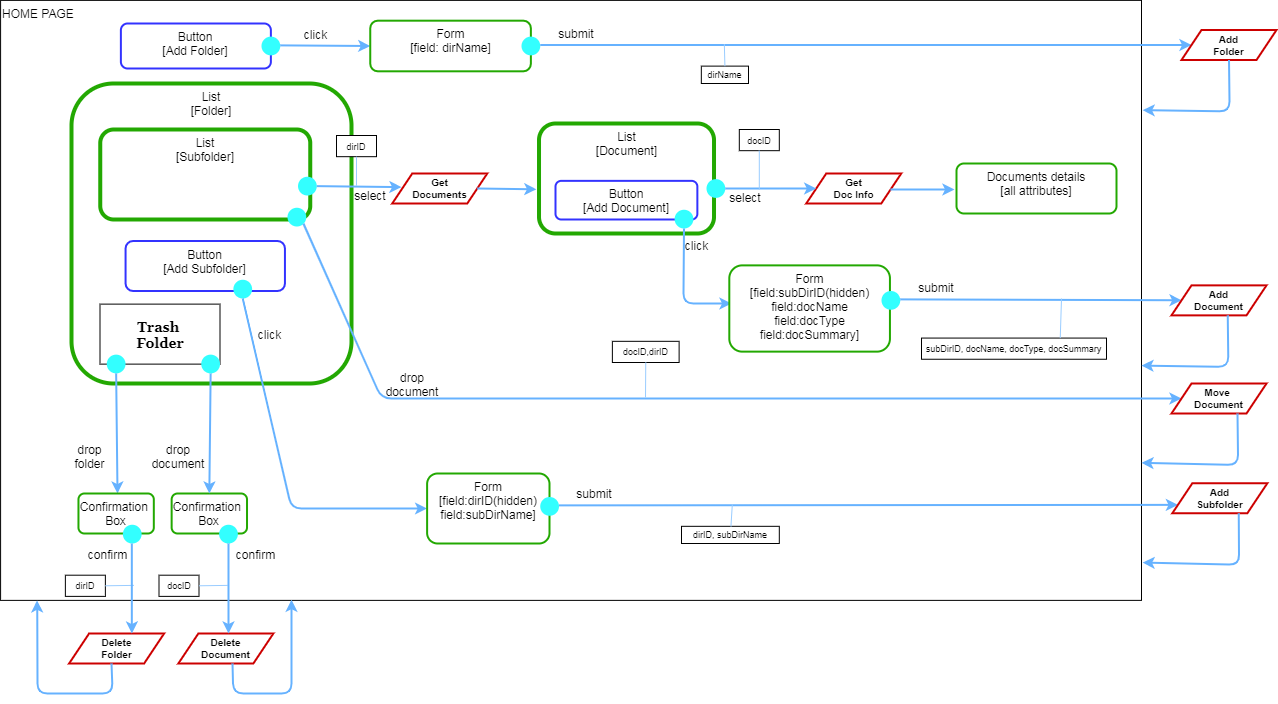 HOME PAGE
Button
[Add Folder]
click
Form
[field: dirName]
submit
dirName
Add
Folder
List
[Folder]
List
[Subfolder]
dirID
select
Get
Documents
List
[Document]
Button
[Add Document]
docID
select
Get
Doc Info
Documents details
[all attributes]
click
Button
[Add Subfolder]
Form
[field:subDirID(hidden)
field:docName
field:docType
field:docSummary]
submit
subDirID, docName, docType, docSummary
Add
Document
Trash
Folder
click
docID,dirID
drop
document
Move
Document
drop
folder
drop
document
Confirmation
Box
Confirmation
Box
Form
[field:dirID(hidden)
field:subDirName]
submit
dirID, subDirName
Add
Subfolder
confirm
confirm
dirID
docID
Delete
Folder
Delete
Document